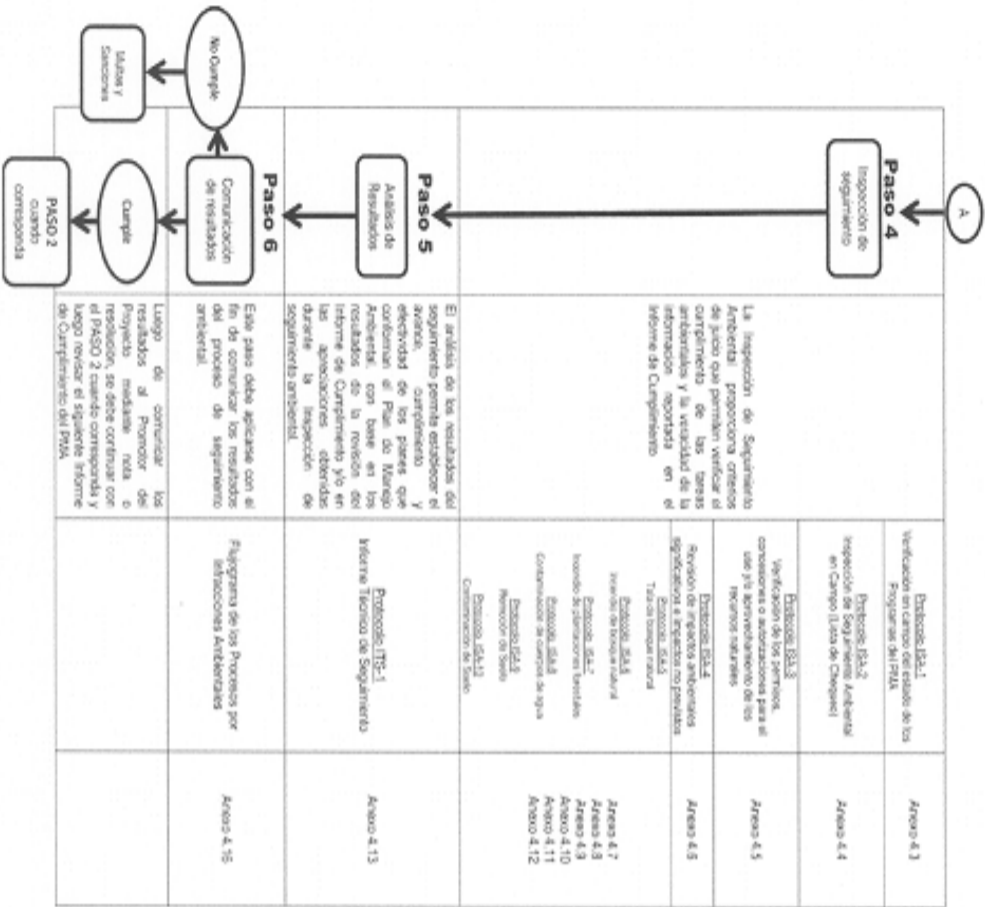 A
Paso 4
Inspección de
seguimiento
La Inspección de Seguimiento
Ambiental proporciona criterios
de juicio que permiten verificar el
cumplimiento de las tareas
ambientales y la veracidad de la
información reportada en el
Informe de Cumplimiento
Protocolo ISA-1
Verificación en campo del estado de los
Programas del PMA
Anexo 4.3
Protocolo ISA-2
Inspección de Seguimiento Ambiental
en Campo (Lista de Chequeo)
Anexo 4.4
Protocolo ISA-3
Verificación de los permisos,
concesiones o autorizaciones para el
uso y/o aprovechamiento de los
recursos naturales
Anexo 4.5
Protocolo ISA-4
Revisión de impactos ambientales
significativos e impactos no previstos
Anexo 4.6
Protocolo ISA-5
Tala de bosque natural
Protocolo ISA-6
Incendio de bosque natural
Protocolo ISA-7
Incendio de plantaciones forestales
Protocolo ISA-8
Contaminación de cuerpos de agua
Protocolo ISA-9
Remoción de Suelo
Contaminación de Suelo
Anexo 4.7
Anexo 4.8
Anexo 4.9
Anexo 4.10
Anexo 4.11
Anexo 4.12
Paso 5
Análisis de
Resultados
El análisis de los resultados del
seguimiento permite establecer el
avance, cumplimiento y
efectividad de los planes que
conforman el Plan de Manejo
Ambiental, con base en los
resultados de la revisión del
Informe de Cumplimiento y/o en
las apreciaciones obtenidas
durante la inspección de
seguimiento ambiental.
Protocolo ITS-1
Informe Técnico de Seguimiento
Anexo 4.13
Paso 6
Comunicación
de resultados
No Cumple
Multas y
Sanciones
Este paso debe aplicarse con el
fin de comunicar los resultados
del proceso de seguimiento
ambiental.
Flujograma de los Procesos por
Infracciones Ambientales
Anexo 4.16
Cumple
PASO 2
cuando
corresponda
Luego de comunicar los
resultados al Promotor del
Proyecto mediante nota o
resolución, se debe continuar con
el PASO 2 cuando corresponda y
luego revisar el siguiente Informe
de Cumplimiento del PMA